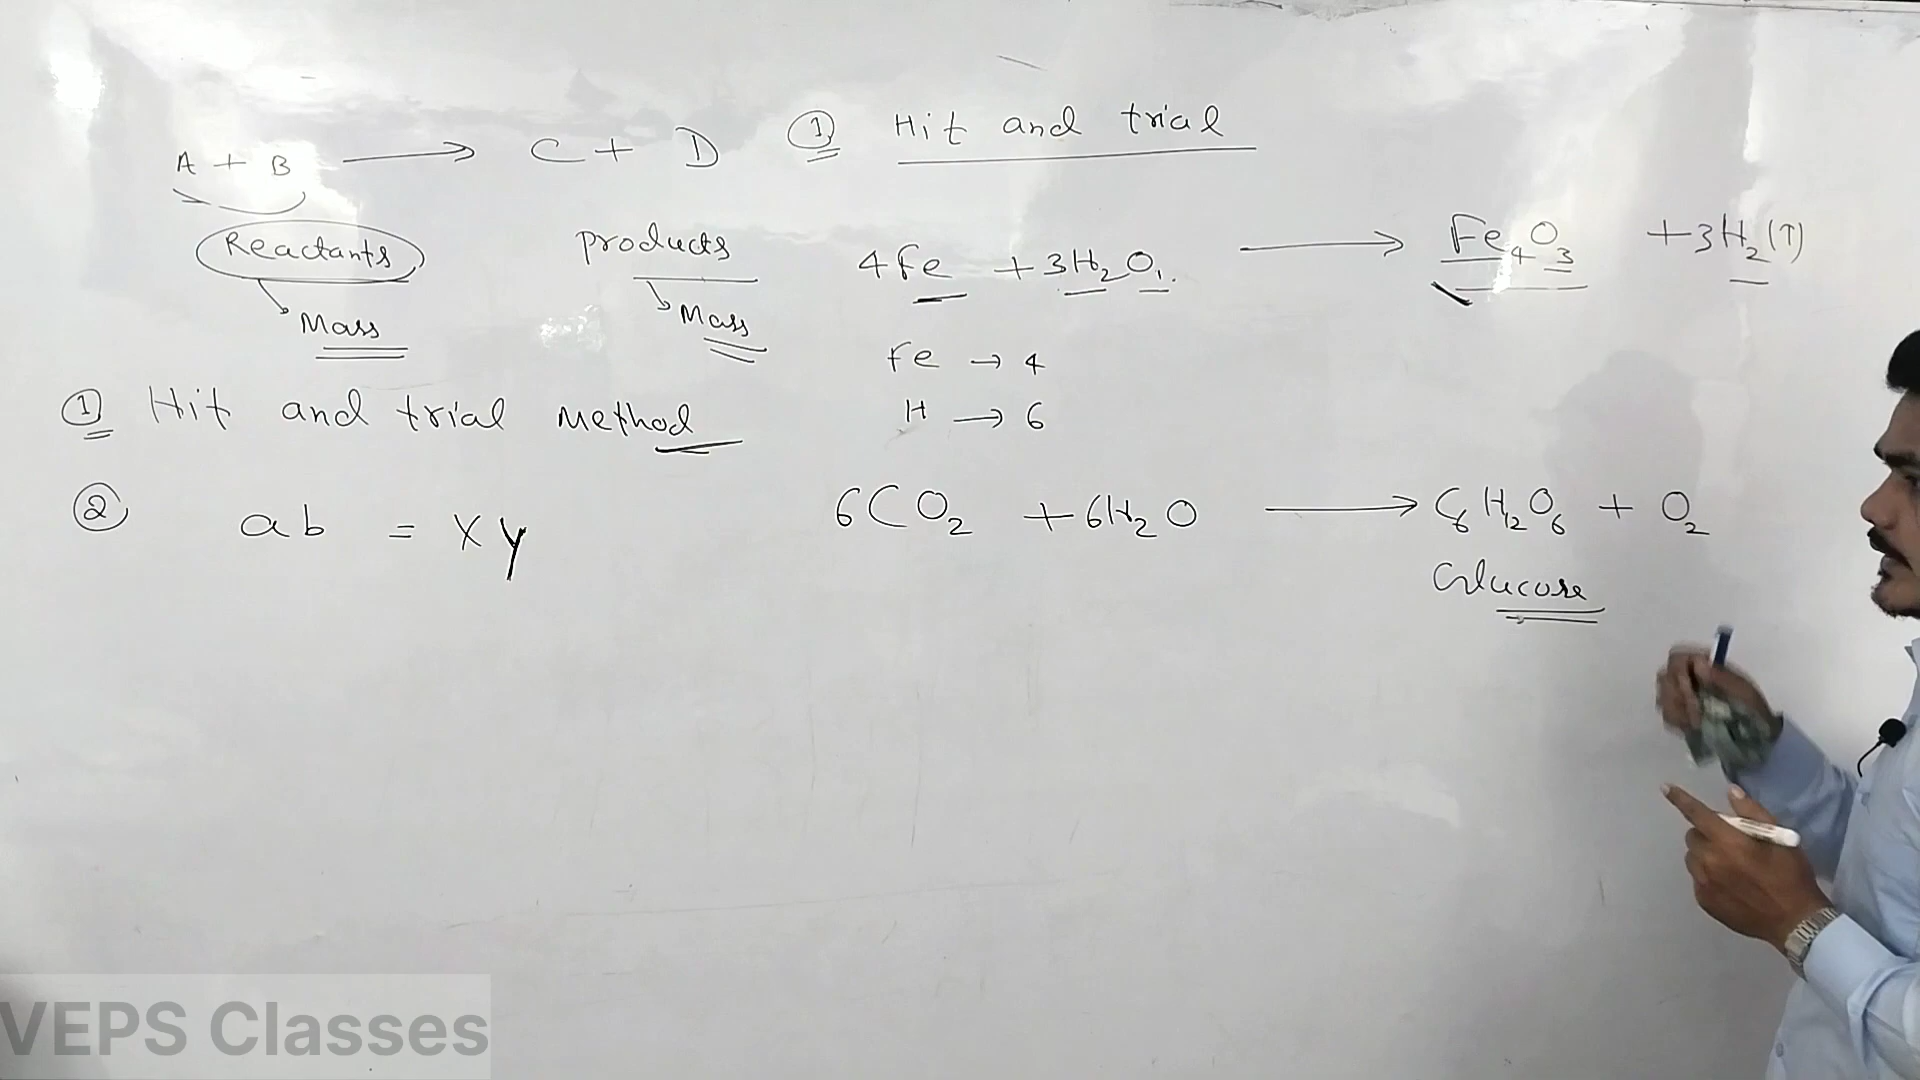 A + B → C + D
Reactants products
Mass Mass
① Hit and trial Method
② ab = xy
① Hit and trial
4Fe + 3H₂O₁. → Fe₄O₃ + 3H₂(↑)
Fe → 4
H → 6
6CO₂ + 6H₂O → C₆H₁₂O₆ + O₂
Glucose
VEPS Classes